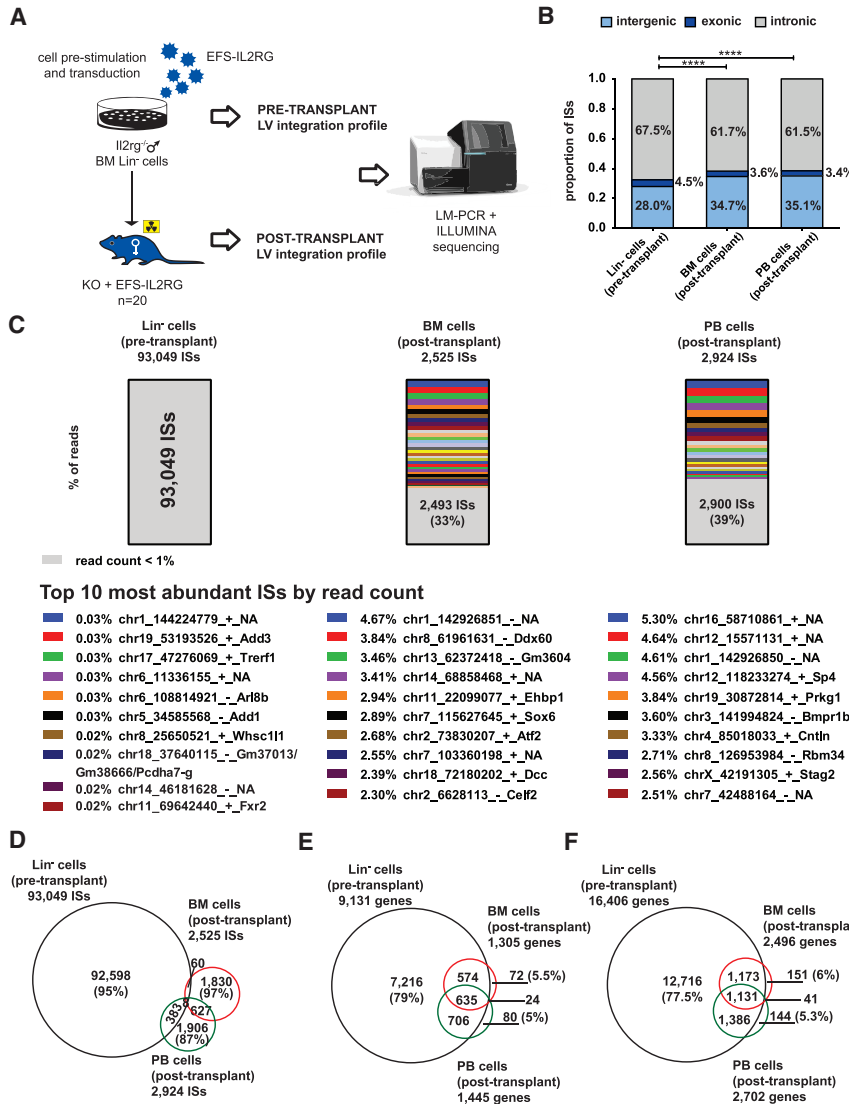 A
cell pre-stimulation
and transduction
EFS-IL2RG
Il2rg-/-♂
BM Lin- cells
PRE-TRANSPLANT
LV integration profile
POST-TRANSPLANT
LV integration profile
KO + EFS-IL2RG
n=20
LM-PCR +
ILLUMINA
sequencing
B
intergenic exonic intronic
****
****
proportion of ISs
1.0
0.8
0.6
0.4
0.2
0.0
67.5% 61.7% 61.5%
4.5% 3.6% 3.4%
28.0% 34.7% 35.1%
Lin- cells
(pre-transplant)
BM cells
(post-transplant)
PB cells
(post-transplant)
C
Lin- cells
(pre-transplant)
93,049 ISs
BM cells
(post-transplant)
2,525 ISs
PB cells
(post-transplant)
2,924 ISs
% of reads
93,049 ISs
2,493 ISs
(33%)
2,900 ISs
(39%)
read count < 1%
Top 10 most abundant ISs by read count
0.03% chr1_144224779_+_NA
0.03% chr19_53193526_+_Add3
0.03% chr17_47276069_+_Trerf1
0.03% chr6_11336155_+_NA
0.03% chr6_108814921_-_Arl8b
0.03% chr5_34585568_-_Add1
0.02% chr8_25650521_+_Whsc1l1
0.02% chr18_37640115_-_Gm37013/
Gm38666/Pcdha7-g
0.02% chr14_46181628_-_NA
0.02% chr11_69642440_+_Fxr2
4.67% chr1_142926851_-_NA
3.84% chr8_61961631_-_Ddx60
3.46% chr13_62372418_-_Gm3604
3.41% chr14_68858468_+_NA
2.94% chr11_22099077_+_Ehbp1
2.89% chr7_115627645_+_Sox6
2.68% chr2_73830207_+_Atf2
2.55% chr7_103360198_+_NA
2.39% chr18_72180202_+_Dcc
2.30% chr2_6628113_-_Celf2
5.30% chr16_58710861_+_NA
4.64% chr12_15571131_+_NA
4.61% chr1_142926850_-_NA
4.56% chr12_118233274_+_Sp4
3.84% chr19_30872814_+_Prkg1
3.60% chr3_141994824_-_Bmpr1b
3.33% chr4_85018033_+_Cntln
2.71% chr8_126953984_-_Rbm34
2.56% chrX_42191305_+_Stag2
2.51% chr7_42488164_-_NA
D
Lin- cells
(pre-transplant)
93,049 ISs
BM cells
(post-transplant)
2,525 ISs
60
92,598
(95%)
1,830
(97%)
383
8
627
1,906
(87%)
PB cells
(post-transplant)
2,924 ISs
E
Lin- cells
(pre-transplant)
9,131 genes
BM cells
(post-transplant)
1,305 genes
7,216
(79%)
574
72 (5.5%)
635
24
706
80 (5%)
PB cells
(post-transplant)
1,445 genes
F
Lin- cells
(pre-transplant)
16,406 genes
BM cells
(post-transplant)
2,496 genes
12,716
(77.5%
1,173
151 (6%)
1,131
41
1,386
144 (5.3%)
PB cells
(post-transplant)
2,702 genes